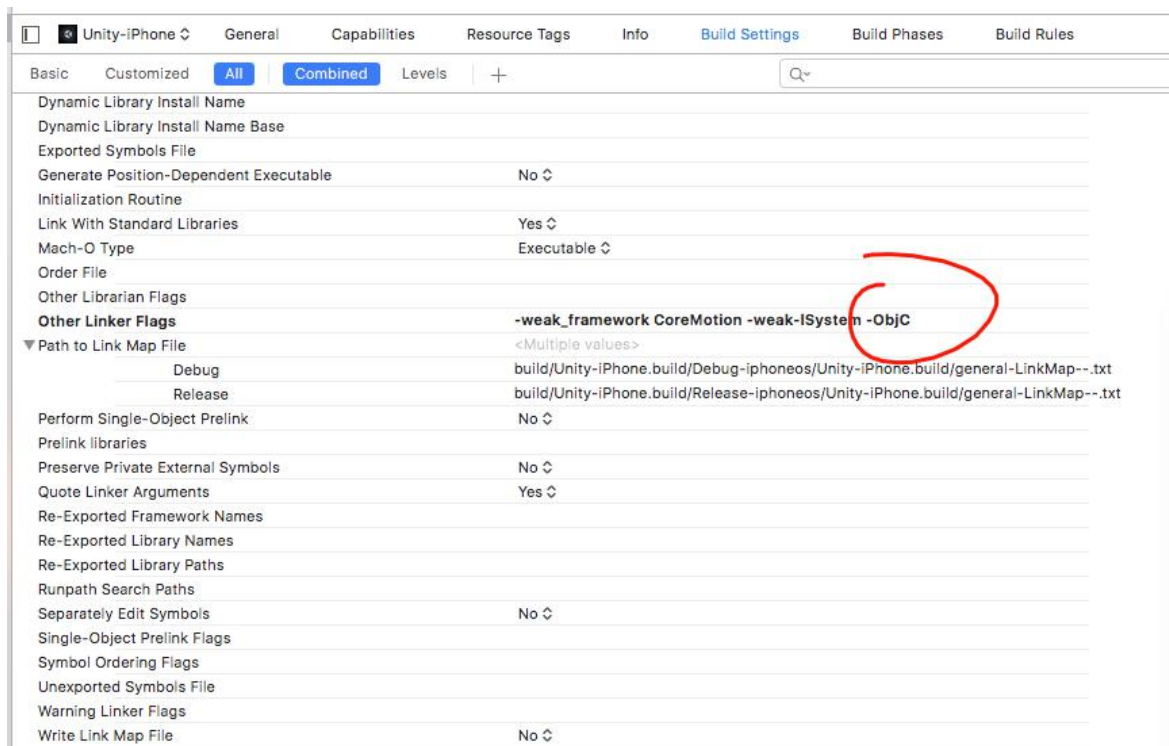 Unity-iPhone General Capabilities Resource Tags Info Build Settings Build Phases Build Rules
Basic Customized All Combined Levels +
Dynamic Library Install Name
Dynamic Library Install Name Base
Exported Symbols File
Generate Position-Dependent Executable No
Initialization Routine
Link With Standard Libraries Yes
Mach-O Type Executable
Order File
Other Librarian Flags
Other Linker Flags -weak_framework CoreMotion -weak-lSystem -ObjC
Path to Link Map File <Multiple values>
Debug build/Unity-iPhone.build/Debug-iphoneos/Unity-iPhone.build/general-LinkMap--.txt
Release build/Unity-iPhone.build/Release-iphoneos/Unity-iPhone.build/general-LinkMap--.txt
Perform Single-Object Prelink No
Prelink libraries
Preserve Private External Symbols No
Quote Linker Arguments Yes
Re-Exported Framework Names
Re-Exported Library Names
Re-Exported Library Paths
Runpath Search Paths
Separately Edit Symbols No
Single-Object Prelink Flags
Symbol Ordering Flags
Unexported Symbols File
Warning Linker Flags
Write Link Map File No